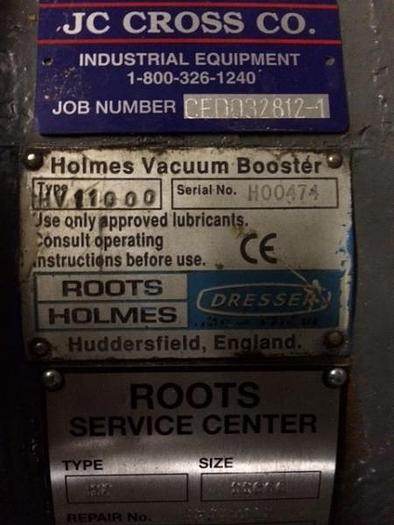 JC CROSS CO.
INDUSTRIAL EQUIPMENT
1-800-326-1240
JOB NUMBER CED032812-1
Holmes Vacuum Booster
Type HV11000 Serial No. H00474
Use only approved lubricants.
Consult operating
instructions before use. CE
ROOTS DRESSER
HOLMES
Huddersfield, England.
ROOTS
SERVICE CENTER
TYPE SIZE
REPAIR No.